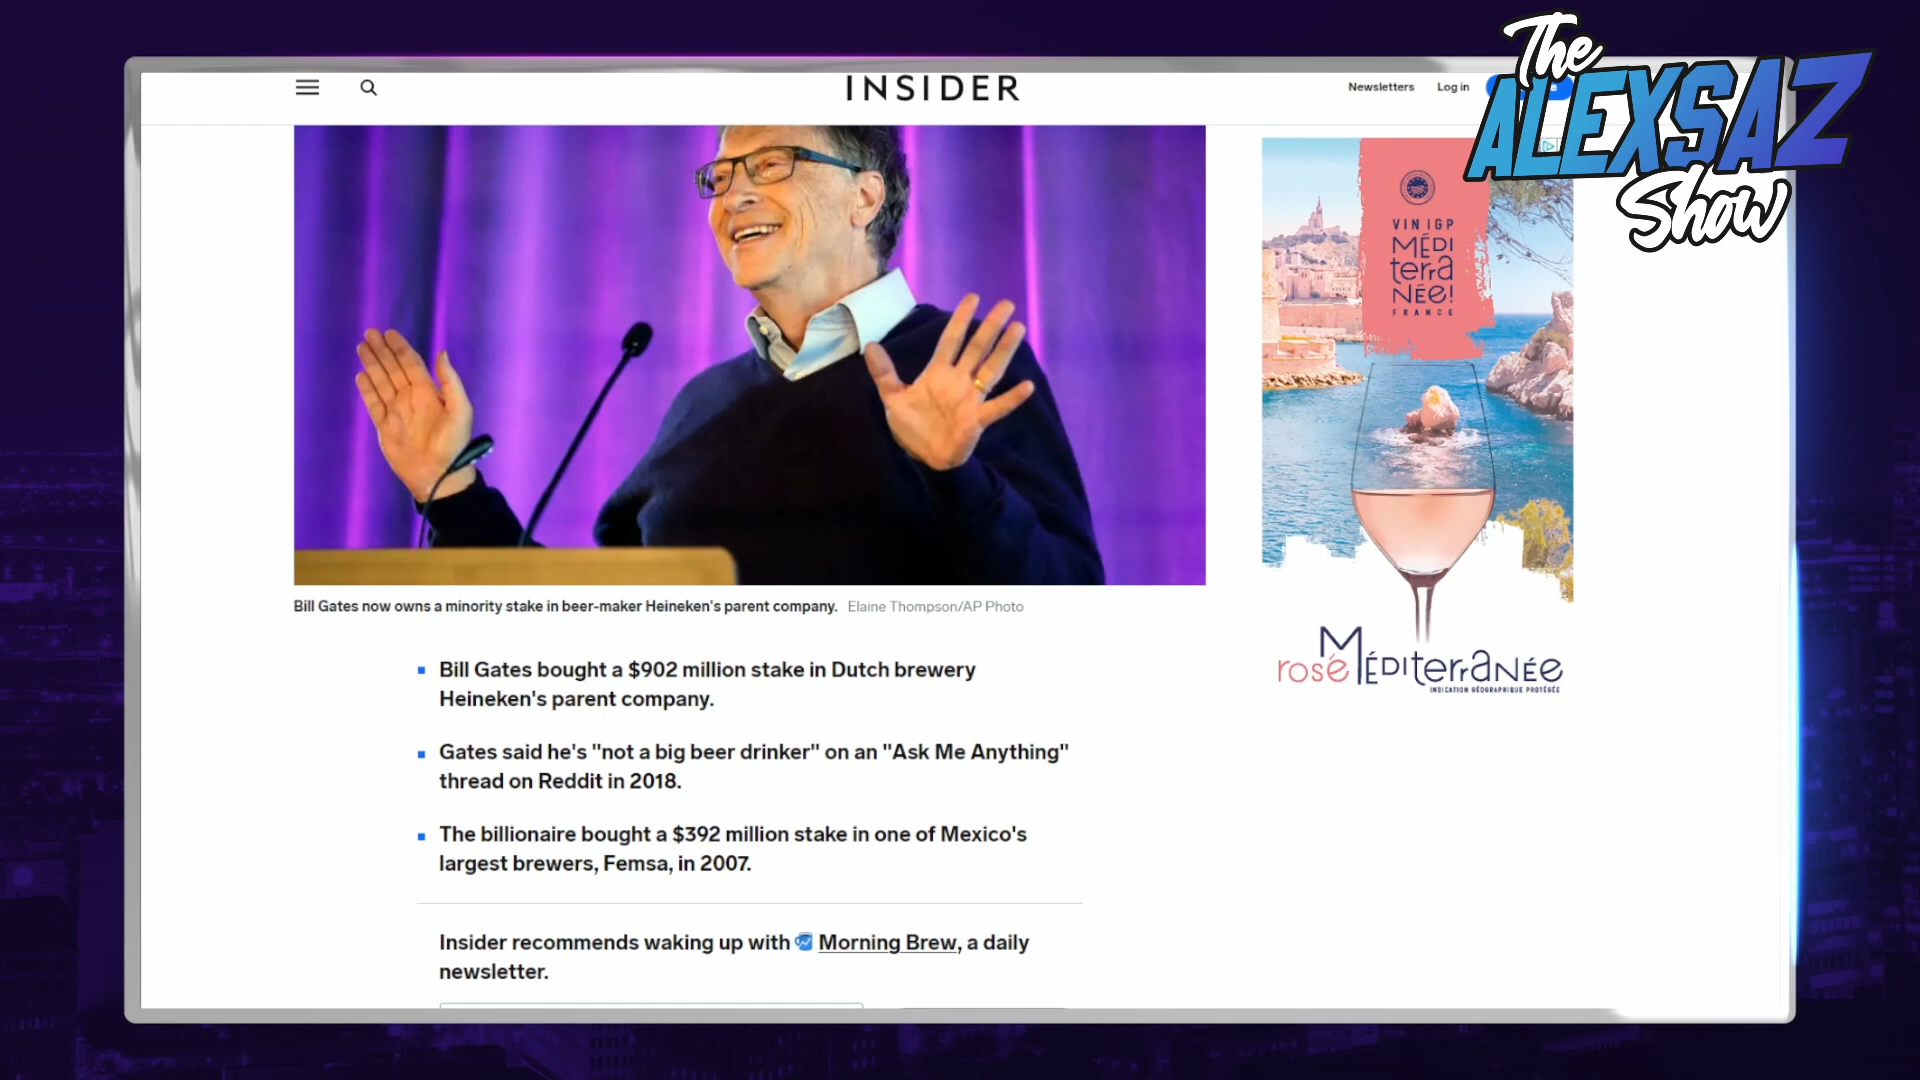 The
ALEXSAZ
Show
INSIDER
Newsletters
Log in
VIN IGP
MÉDI
terra
NÉE!
FRANCE
rosé MÉDITERRANÉE
INDICATION GÉOGRAPHIQUE PROTÉGÉE
Bill Gates now owns a minority stake in beer-maker Heineken's parent company. Elaine Thompson/AP Photo
Bill Gates bought a $902 million stake in Dutch brewery
Heineken's parent company.
Gates said he's "not a big beer drinker" on an "Ask Me Anything"
thread on Reddit in 2018.
The billionaire bought a $392 million stake in one of Mexico's
largest brewers, Femsa, in 2007.
Insider recommends waking up with Morning Brew, a daily
newsletter.